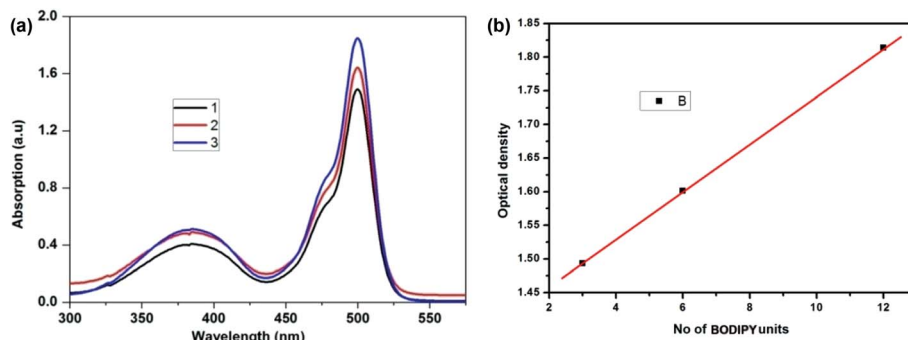 (a)
2.0
1.6
1.2
0.8
0.4
0.0
Absorption (a.u)
1
2
3
300 350 400 450 500 550
Wavelength (nm)
(b)
1.85
1.80
1.75
1.70
1.65
1.60
1.55
1.50
1.45
Optical density
B
2 4 6 8 10 12
No of BODIPY units